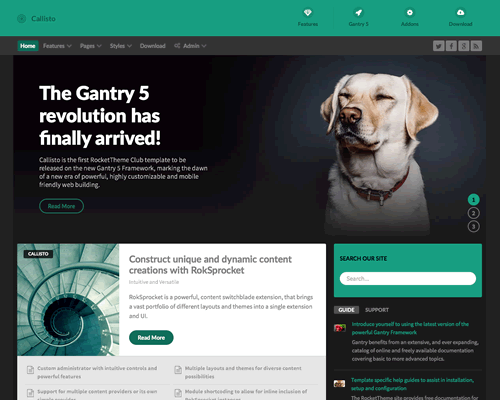 Callisto
Features
Gantry 5
Addons
Download
Home
Features
Pages
Styles
Download
Admin
The Gantry 5
revolution has
finally arrived!
Callisto is the first RocketTheme Club template to be
released on the new Gantry 5 Framework, marking the dawn
of a new era of powerful, highly customizable and mobile
friendly web building.
Read More
1
2
3
CALLISTO
Construct unique and dynamic content
creations with RokSprocket
Intuitive and Versatile
RokSprocket is a powerful, content switchblade extension, that brings
a vast portfolio of different layouts and themes into a single extension
and UI.
Read More
Custom administrator with intuitive controls and
powerful features
Multiple layouts and themes for diverse content
possibilities
Support for multiple content providers or its own
Module shortcoding to allow for inline inclusion of
SEARCH OUR SITE
Search...
GUIDE
SUPPORT
Introduce yourself to using the latest version of the
powerful Gantry Framework
Gantry benefits from an extensive, and ever expanding,
catalog of online and freely available documentation
covering basic to more advanced topics.
Template specific help guides to assist in installation,
setup and configuration
The RocketTheme site provides free documentation for